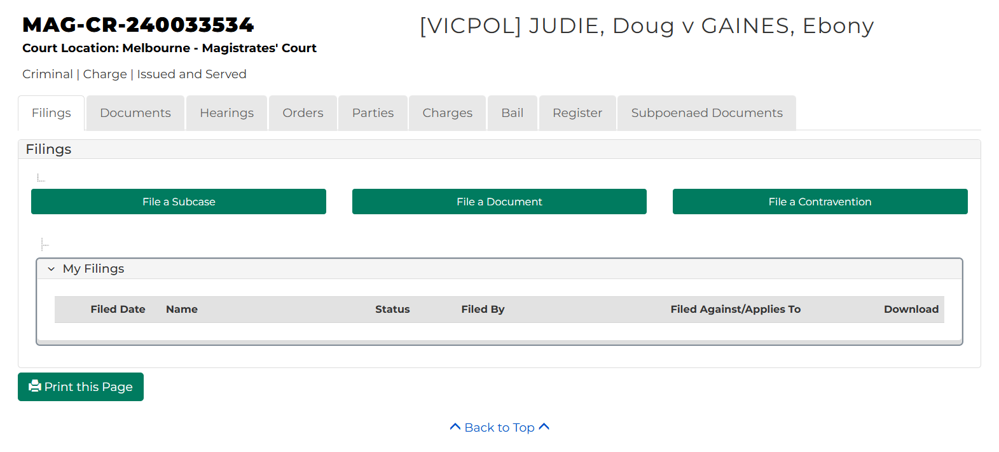 MAG-CR-240033534
[VICPOL] JUDIE, Doug v GAINES, Ebony
Court Location: Melbourne - Magistrates' Court
Criminal | Charge | Issued and Served
Filings Documents Hearings Orders Parties Charges Bail Register Subpoenaed Documents
Filings
File a Subcase File a Document File a Contravention
My Filings
Filed Date Name Status Filed By Filed Against/Applies To Download
Print this Page
Back to Top